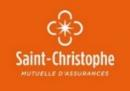 Saint-Christophe
MUTUELLE D'ASSURANCES